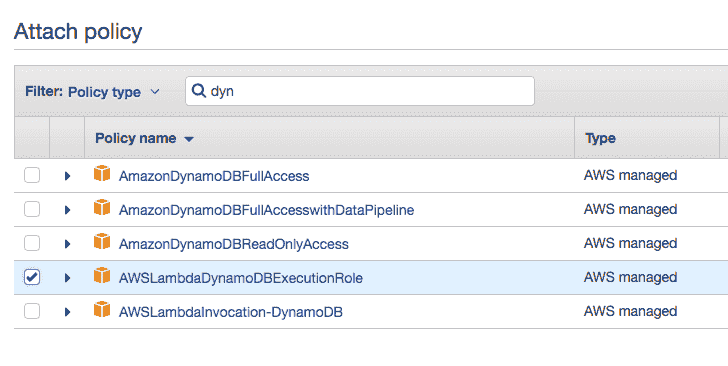 Attach policy
Filter: Policy type dyn
Policy name Type
AmazonDynamoDBFullAccess AWS managed
AmazonDynamoDBFullAccesswithDataPipeline AWS managed
AmazonDynamoDBReadOnlyAccess AWS managed
AWSLambdaDynamoDBExecutionRole AWS managed
AWSLambdaInvocation-DynamoDB AWS managed